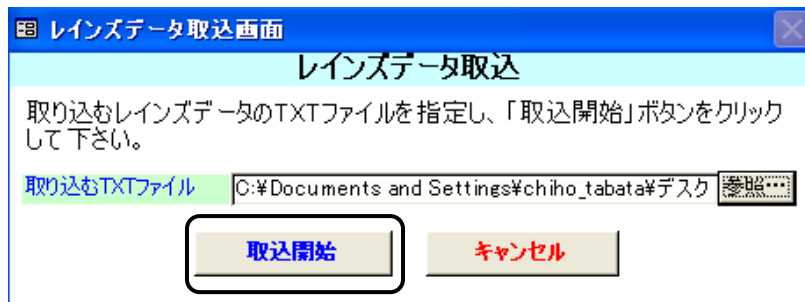 レインズデータ取込画面
レインズデータ取込
取り込むレインズデータのTXTファイルを指定し、「取込開始」ボタンをクリック
して下さい。
取り込むTXTファイル C:¥Documents and Settings¥chiho_tabata¥デスク 参照…
取込開始 キャンセル